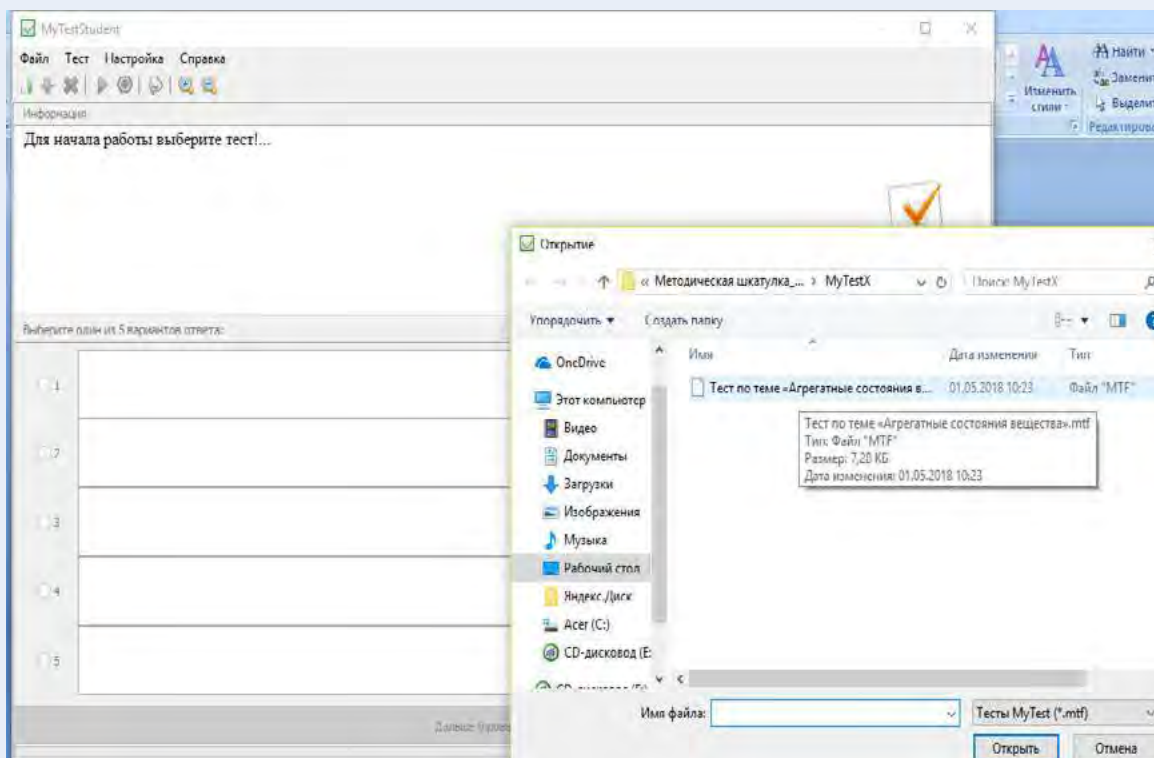 MyTestStudent
Файл Тест Настройка Справка
Информация
Для начала работы выберите тест!...
Выберите один из 5 вариантов ответа:
1
2
3
4
5
Дальше
Найти
Изменить стили
Заменить
Выделить
Редактирова
Открытие
« Методическая шкатулка_... › MyTestX
Поиск: MyTestX
Упорядочить
Создать папку
Имя
Дата изменения
Тип
Тест по теме «Агрегатные состояния в... 01.05.2018 10:23 Файл "MTF"
Тест по теме «Агрегатные состояния вещества».mtf
Тип: Файл "MTF"
Размер: 7,20 КБ
Дата изменения: 01.05.2018 10:23
OneDrive
Этот компьютер
Видео
Документы
Загрузки
Изображения
Музыка
Рабочий стол
Яндекс.Диск
Acer (C:)
CD-дисковод (E:
Имя файла:
Тесты MyTest (*.mtf)
Открыть
Отмена